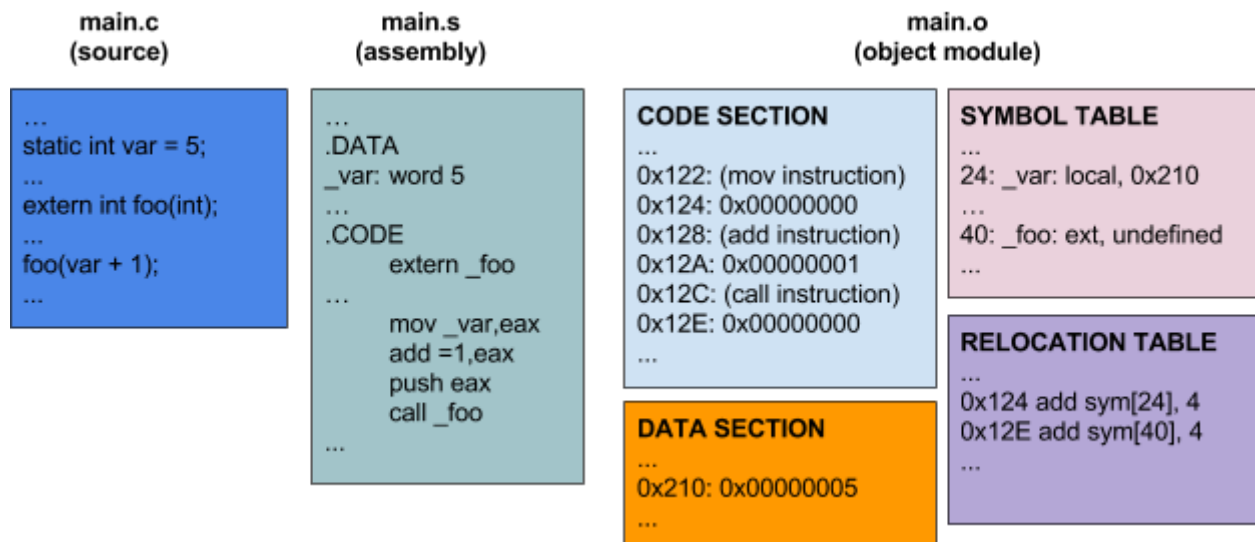 main.c
(source)
…
static int var = 5;
...
extern int foo(int);
...
foo(var + 1);
...
main.s
(assembly)
…
.DATA
_var: word 5
…
.CODE
extern _foo
…
mov _var,eax
add =1,eax
push eax
call _foo
...
main.o
(object module)
CODE SECTION
...
0x122: (mov instruction)
0x124: 0x00000000
0x128: (add instruction)
0x12A: 0x00000001
0x12C: (call instruction)
0x12E: 0x00000000
...
DATA SECTION
...
0x210: 0x00000005
...
SYMBOL TABLE
...
24: _var: local, 0x210
…
40: _foo: ext, undefined
...
RELOCATION TABLE
...
0x124 add sym[24], 4
0x12E add sym[40], 4
...